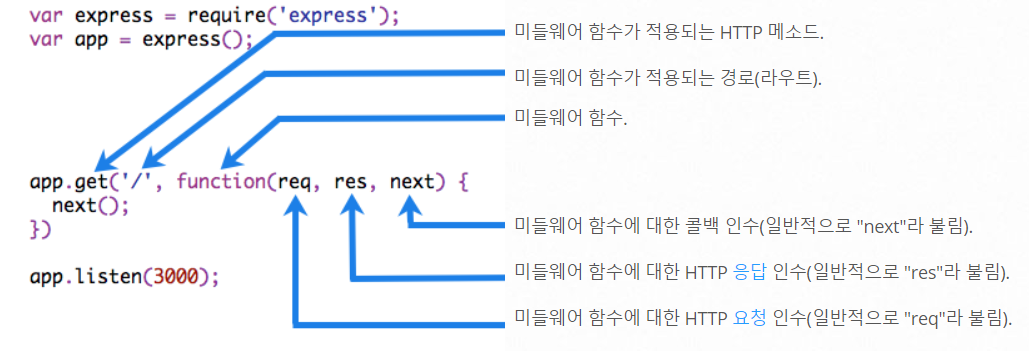 var express = require('express');
var app = express();
미들웨어 함수가 적용되는 HTTP 메소드.
미들웨어 함수가 적용되는 경로(라우트).
미들웨어 함수.
app.get('/', function(req, res, next) {
  next();
})
app.listen(3000);
미들웨어 함수에 대한 콜백 인수(일반적으로 "next"라 불림).
미들웨어 함수에 대한 HTTP 응답 인수(일반적으로 "res"라 불림).
미들웨어 함수에 대한 HTTP 요청 인수(일반적으로 "req"라 불림).